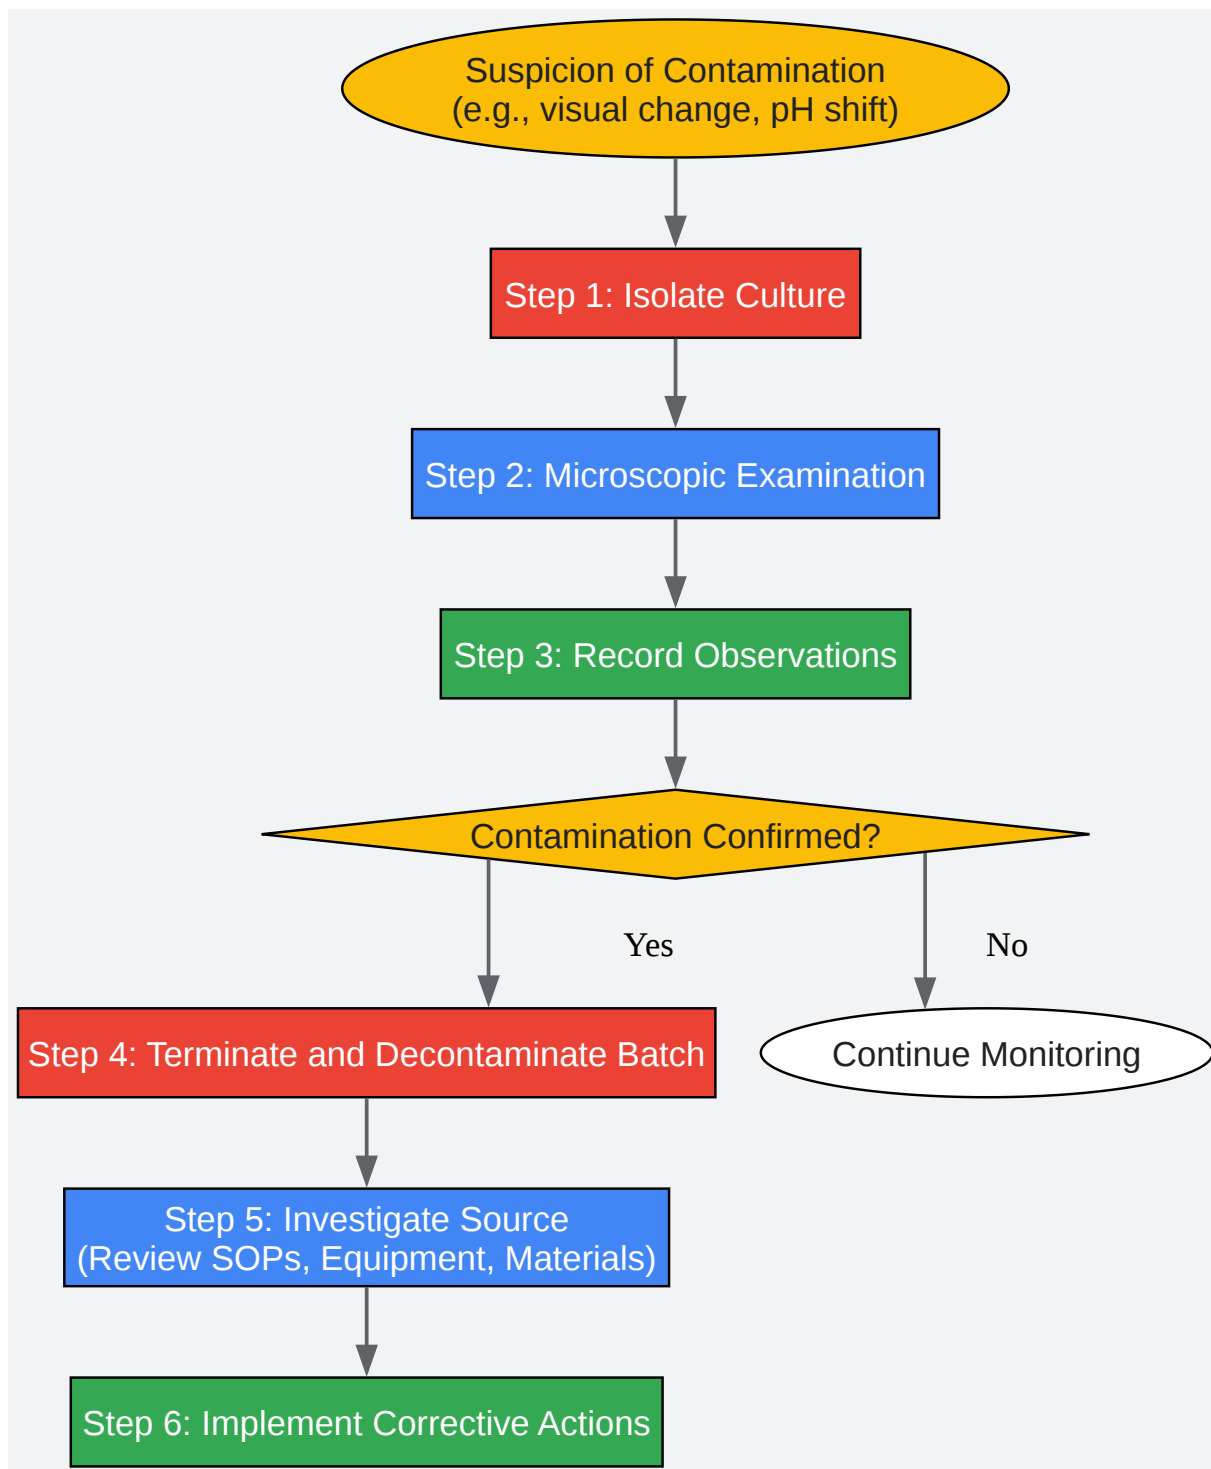 Suspicion of Contamination
(e.g., visual change, pH shift)
Step 1: Isolate Culture
Step 2: Microscopic Examination
Step 3: Record Observations
Contamination Confirmed?
Yes
No
Step 4: Terminate and Decontaminate Batch
Continue Monitoring
Step 5: Investigate Source
(Review SOPs, Equipment, Materials)
Step 6: Implement Corrective Actions